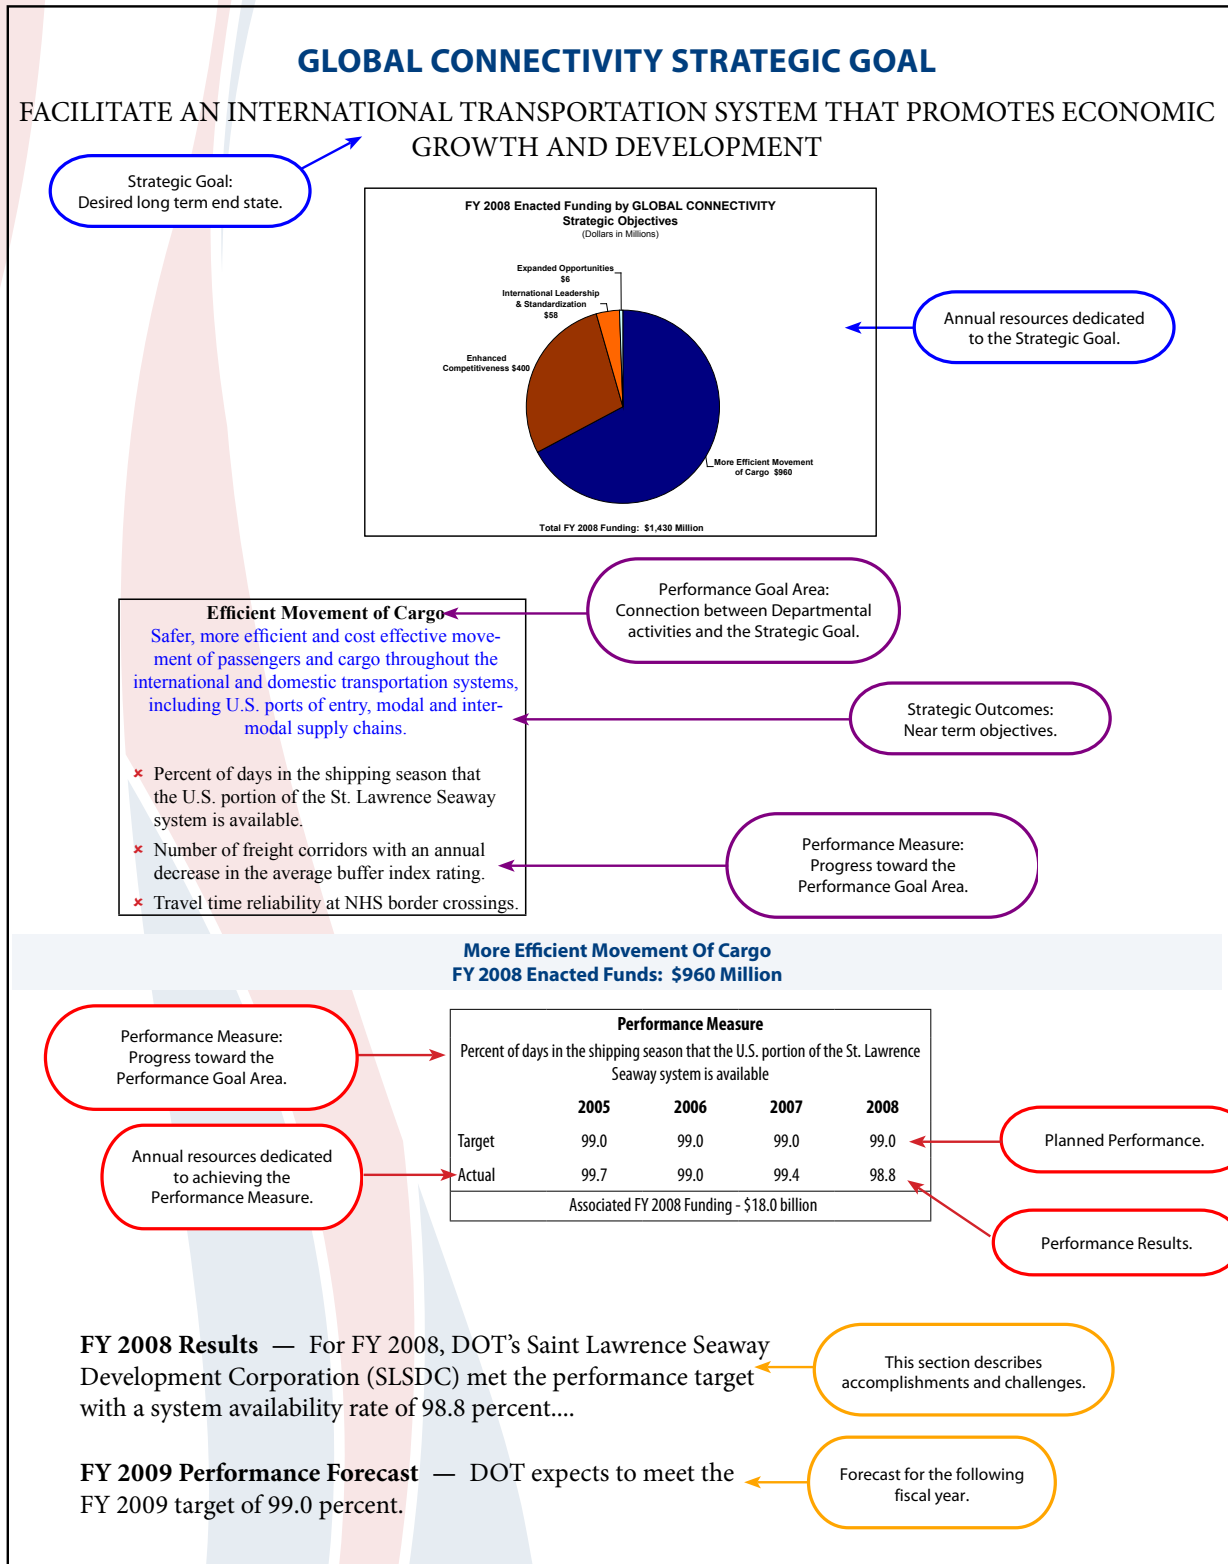 GLOBAL CONNECTIVITY STRATEGIC GOAL
FACILITATE AN INTERNATIONAL TRANSPORTATION SYSTEM THAT PROMOTES ECONOMIC
GROWTH AND DEVELOPMENT
Strategic Goal:
Desired long term end state.
FY 2008 Enacted Funding by GLOBAL CONNECTIVITY
Strategic Objectives
(Dollars in Millions)
Expanded Opportunities
$6
International Leadership
& Standardization
$58
Enhanced
Competitiveness $400
More Efficient Movement
of Cargo $960
Total FY 2008 Funding: $1,430 Million
Annual resources dedicated
to the Strategic Goal.
Performance Goal Area:
Connection between Departmental
activities and the Strategic Goal.
Efficient Movement of Cargo
Safer, more efficient and cost effective move-
ment of passengers and cargo throughout the
international and domestic transportation systems,
including U.S. ports of entry, modal and inter-
modal supply chains.
Strategic Outcomes:
Near term objectives.
Percent of days in the shipping season that
the U.S. portion of the St. Lawrence Seaway
system is available.
Number of freight corridors with an annual
decrease in the average buffer index rating.
Travel time reliability at NHS border crossings.
Performance Measure:
Progress toward the
Performance Goal Area.
More Efficient Movement Of Cargo
FY 2008 Enacted Funds: $960 Million
Performance Measure:
Progress toward the
Performance Goal Area.
Annual resources dedicated
to achieving the
Performance Measure.
Performance Measure
Percent of days in the shipping season that the U.S. portion of the St. Lawrence
Seaway system is available
2005 2006 2007 2008
Target 99.0 99.0 99.0 99.0
Actual 99.7 99.0 99.4 98.8
Associated FY 2008 Funding - $18.0 billion
Planned Performance.
Performance Results.
FY 2008 Results — For FY 2008, DOT's Saint Lawrence Seaway
Development Corporation (SLSDC) met the performance target
with a system availability rate of 98.8 percent....
This section describes
accomplishments and challenges.
FY 2009 Performance Forecast — DOT expects to meet the
FY 2009 target of 99.0 percent.
Forecast for the following
fiscal year.